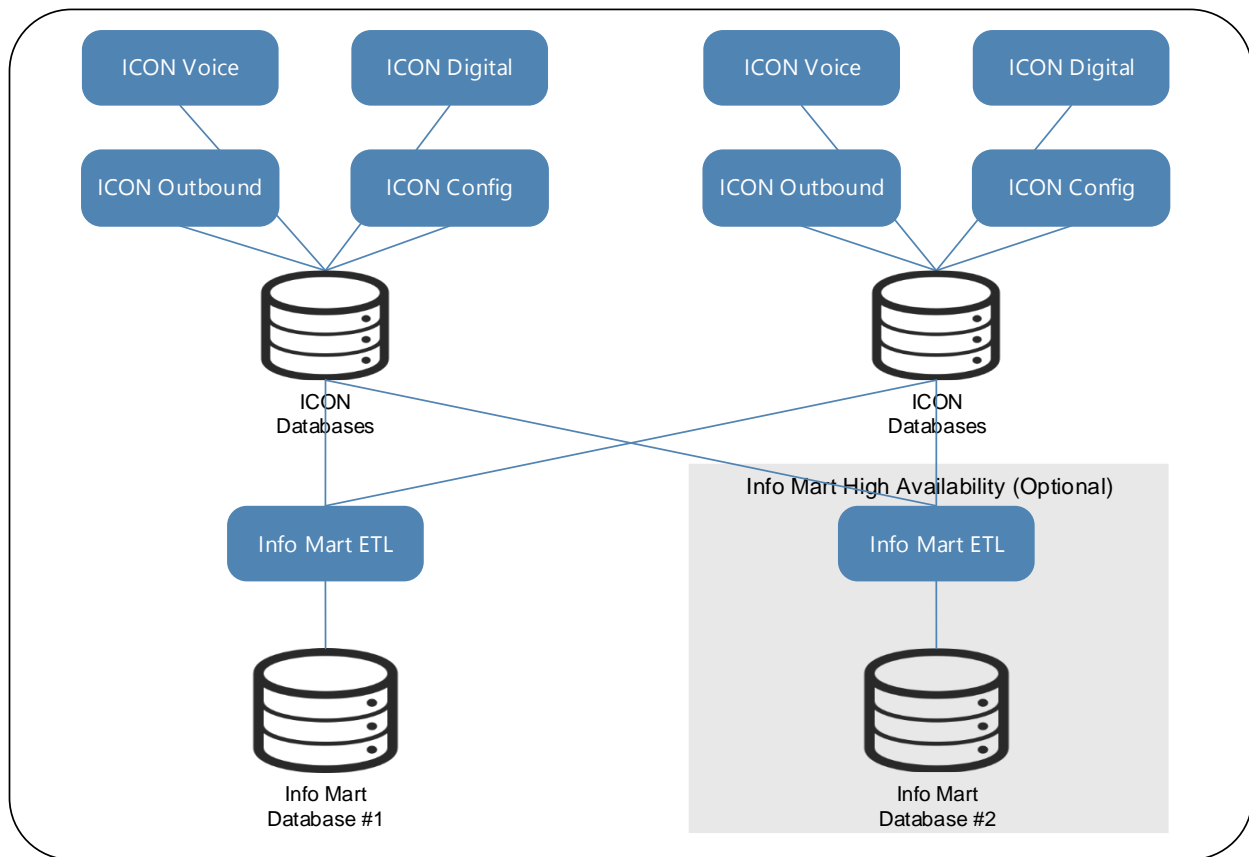 ICON Voice
ICON Digital
ICON Voice
ICON Digital
ICON Outbound
ICON Config
ICON Outbound
ICON Config
ICON
Databases
ICON
Databases
Info Mart High Availability (Optional)
Info Mart ETL
Info Mart ETL
Info Mart
Database #1
Info Mart
Database #2